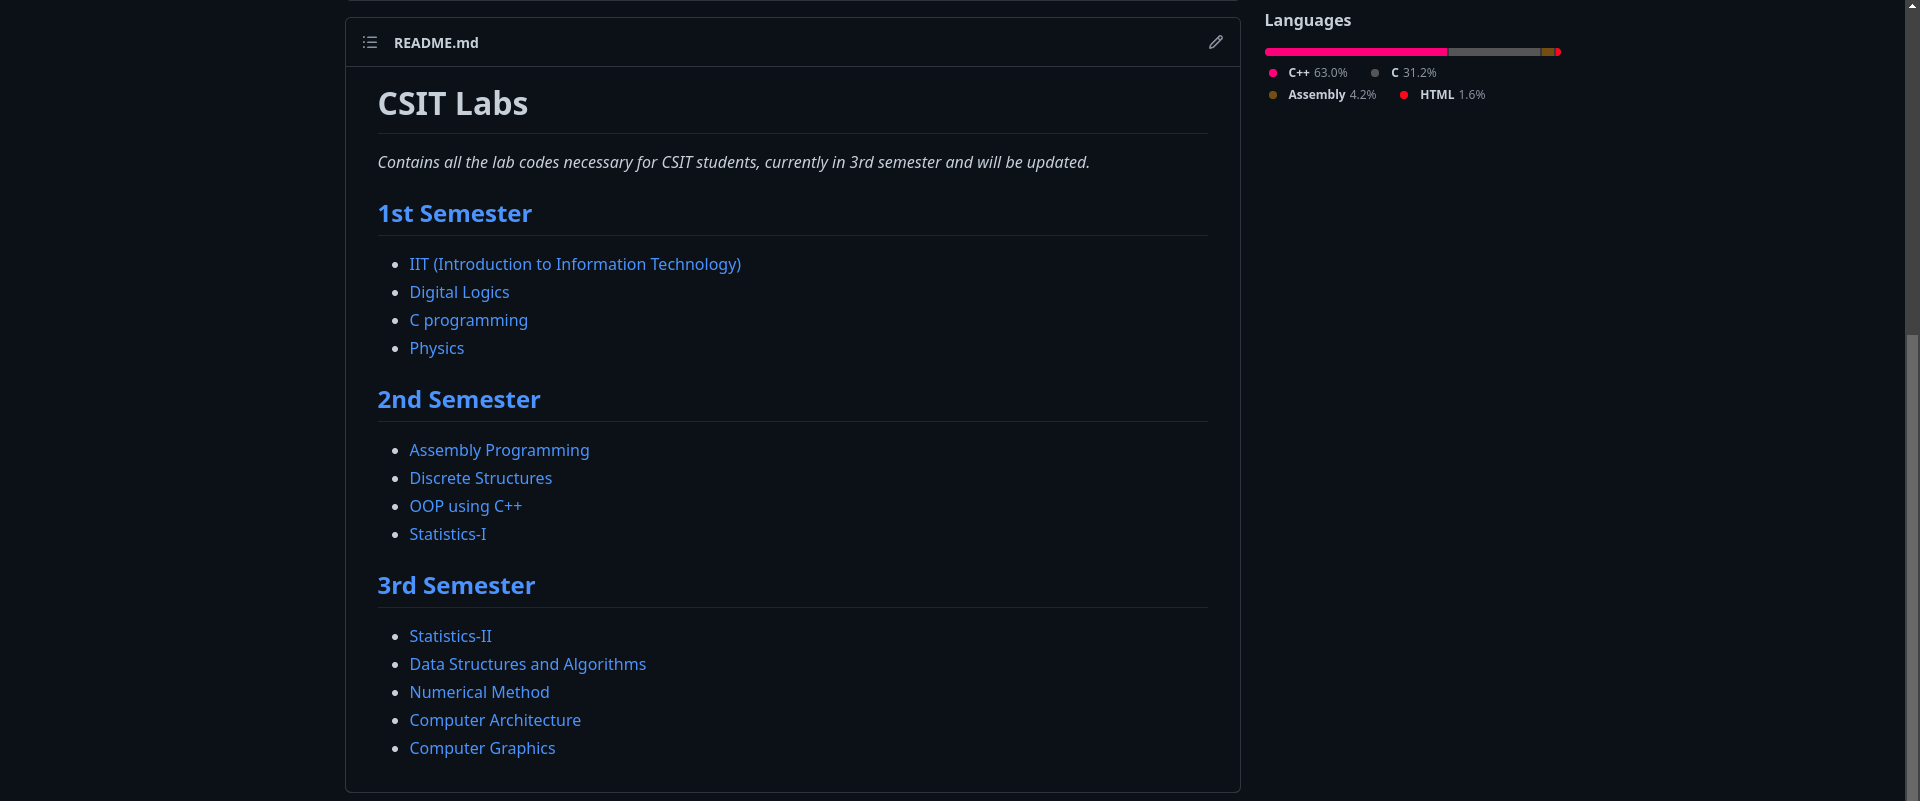 README.md
CSIT Labs
Contains all the lab codes necessary for CSIT students, currently in 3rd semester and will be updated.
1st Semester
IIT (Introduction to Information Technology)
Digital Logics
C programming
Physics
2nd Semester
Assembly Programming
Discrete Structures
OOP using C++
Statistics-I
3rd Semester
Statistics-II
Data Structures and Algorithms
Numerical Method
Computer Architecture
Computer Graphics
Languages
C++ 63.0% C 31.2%
Assembly 4.2% HTML 1.6%